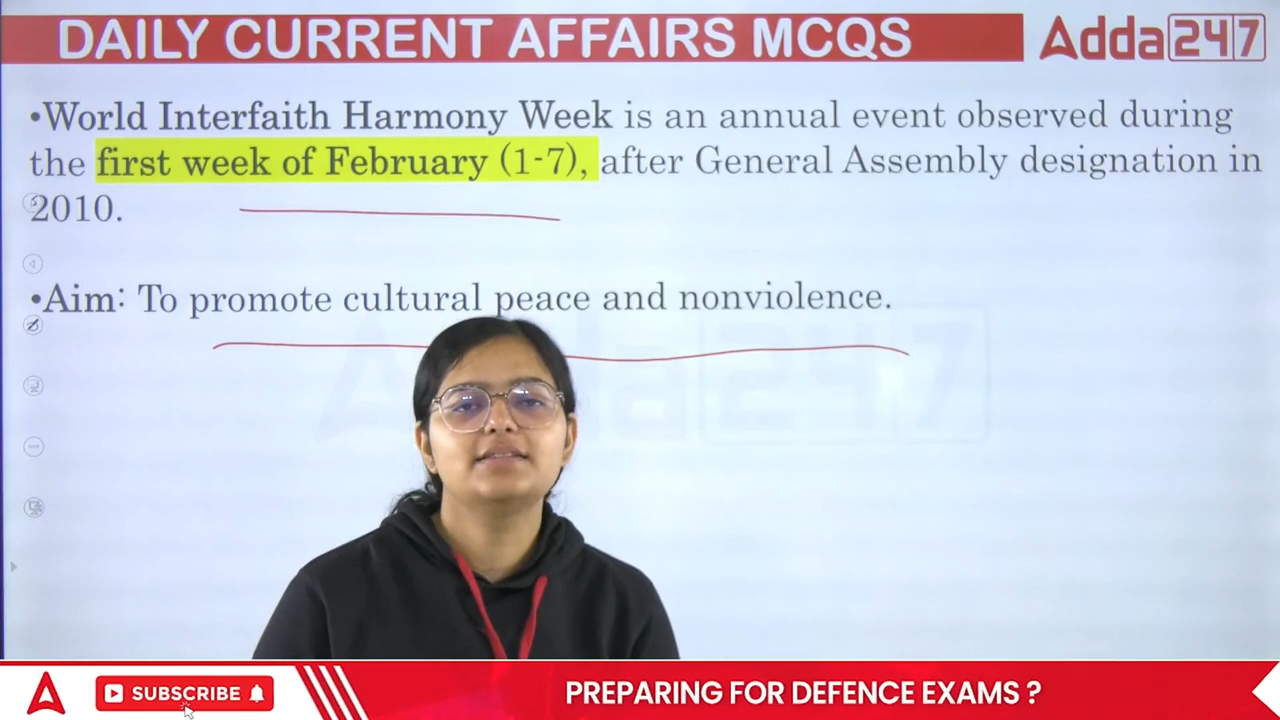 DAILY CURRENT AFFAIRS MCQS
Adda247
•World Interfaith Harmony Week is an annual event observed during
the first week of February (1-7), after General Assembly designation in
2010.
•Aim: To promote cultural peace and nonviolence.
Adda247
SUBSCRIBE
PREPARING FOR DEFENCE EXAMS ?